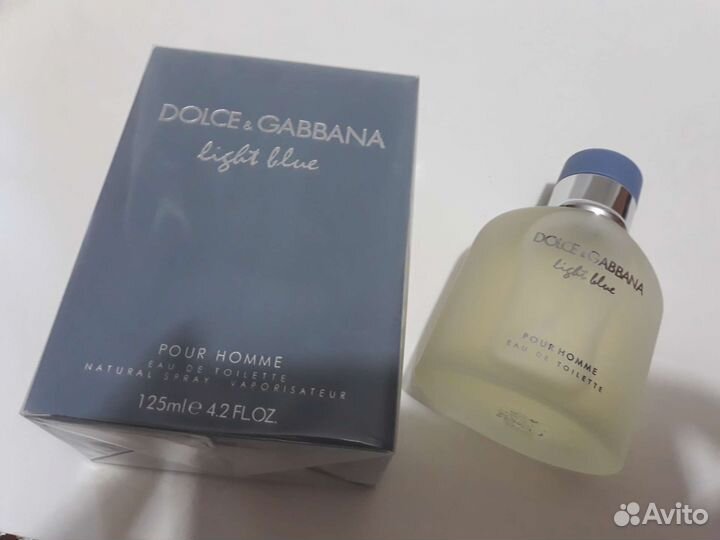 DOLCE & GABBANA
light blue
POUR HOMME
EAU DE TOILETTE
NATURAL SPRAY VAPORISATEUR
125ml e 4.2 FL.OZ.
DOLCE & GABBANA
light blue
POUR HOMME
EAU DE TOILETTE
Avito